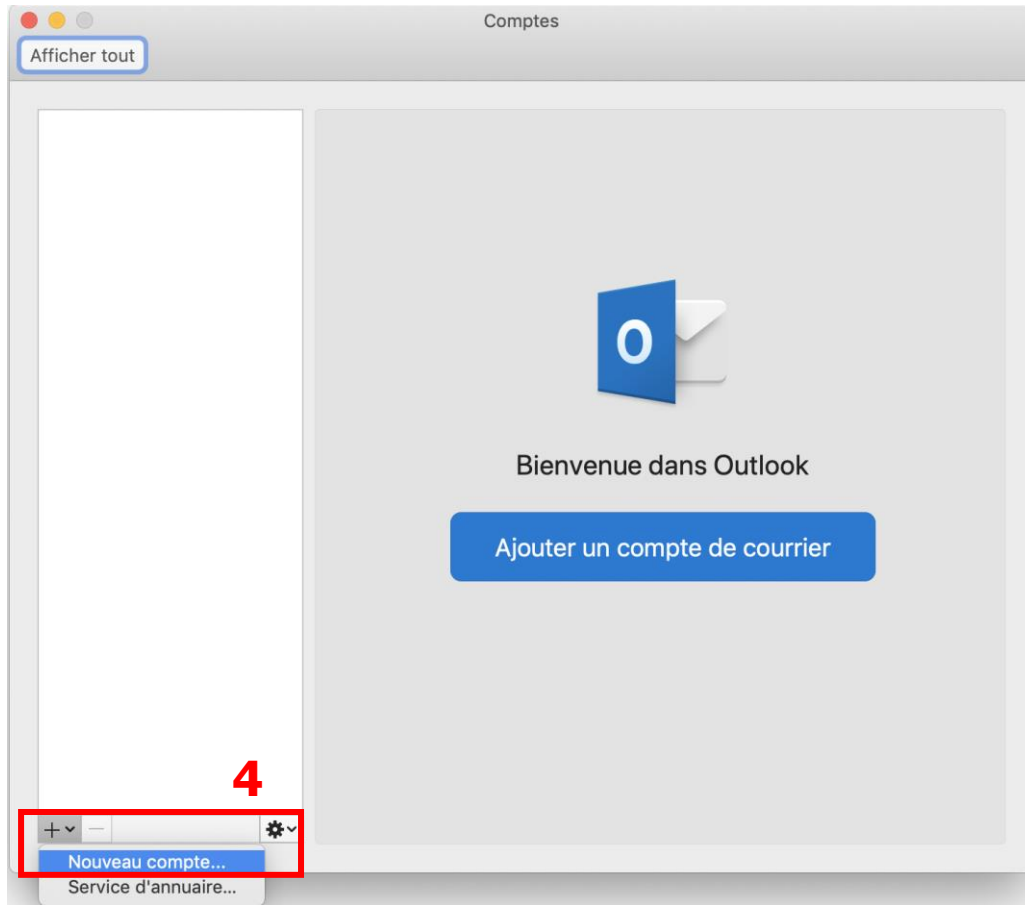 Comptes
Afficher tout
O
Bienvenue dans Outlook
Ajouter un compte de courrier
4
Nouveau compte...
Service d'annuaire...